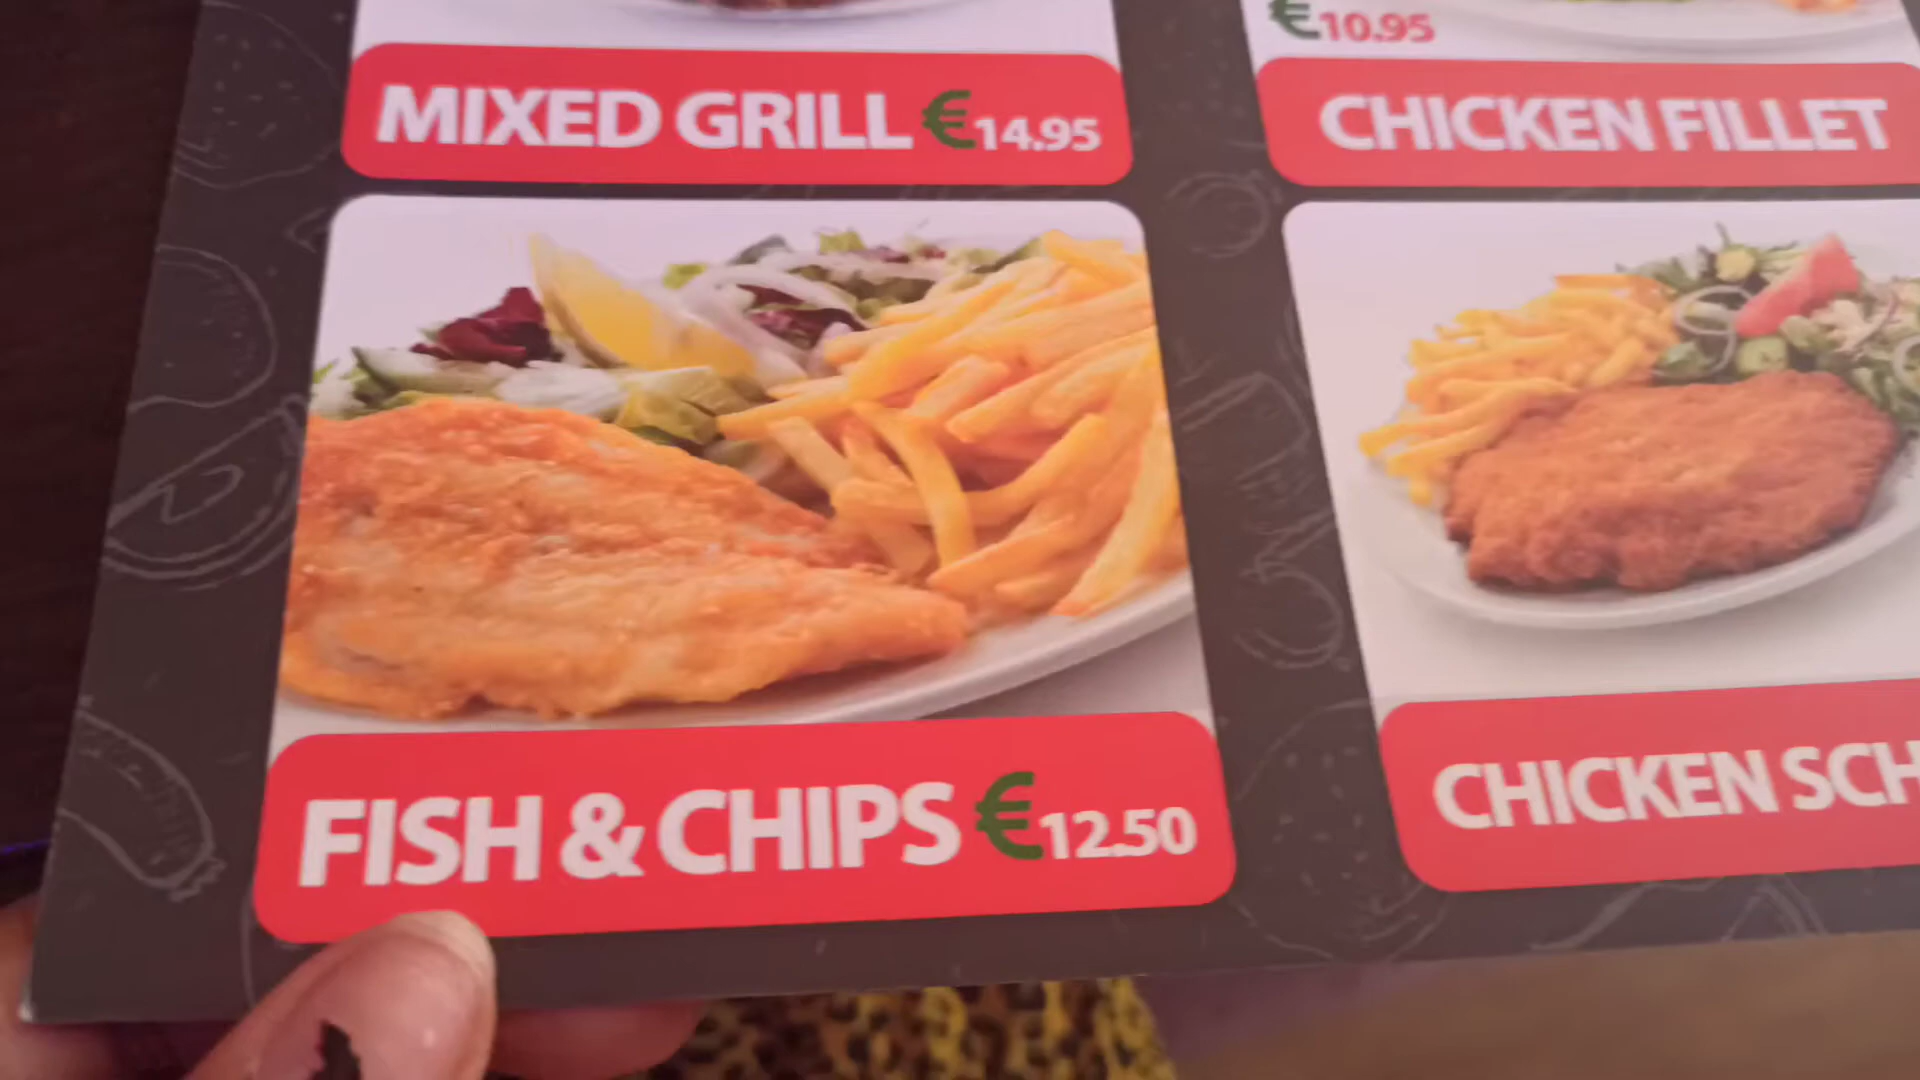 €10.95
MIXED GRILL €14.95
CHICKEN FILLET
FISH & CHIPS €12.50
CHICKEN SCH